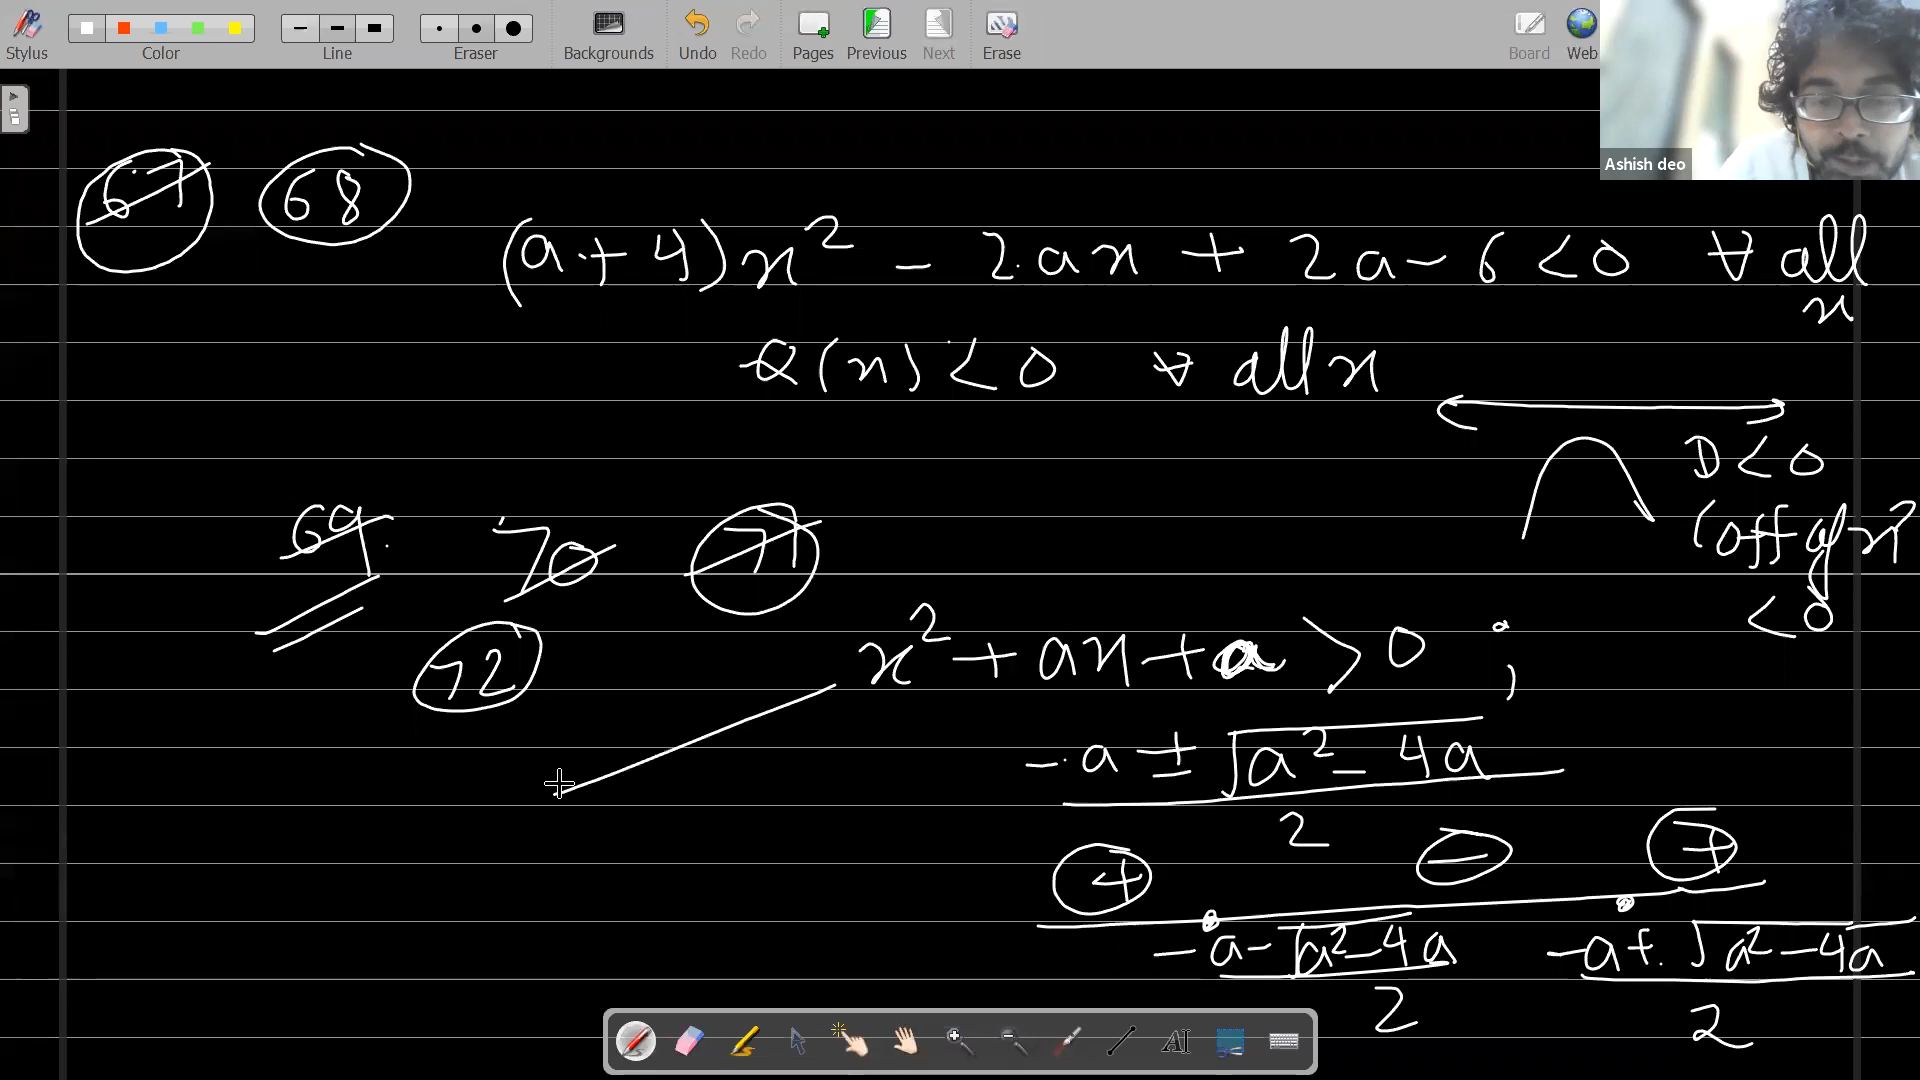 Stylus Color Line Eraser Backgrounds Undo Redo Pages Previous Next Erase Board Web
Ashish deo
67 68
(a+4)x² - 2ax + 2a - 6 < 0 ∀ all x
Q(x) < 0 ∀ all x
D < 0
Coff of x²
< 0
69 70 71
72
x² + ax + a > 0 ;
-a ± √a² - 4a
2
+ - +
-a - √a² - 4a -a + √a² - 4a
2 2